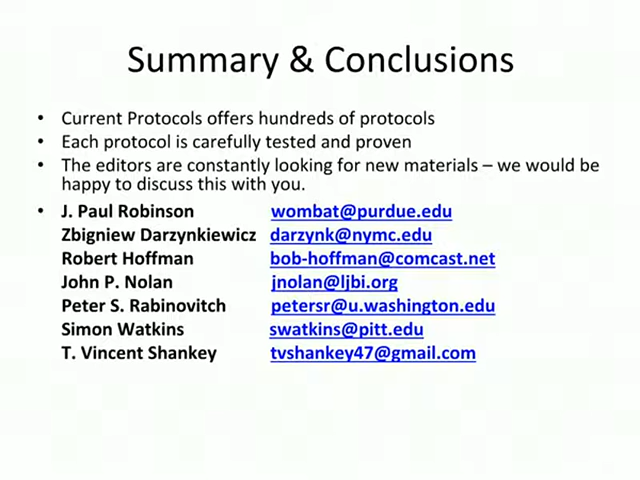 Summary & Conclusions
• Current Protocols offers hundreds of protocols
• Each protocol is carefully tested and proven
• The editors are constantly looking for new materials – we would be
happy to discuss this with you.
• J. Paul Robinson wombat@purdue.edu
Zbigniew Darzynkiewicz darzynk@nymc.edu
Robert Hoffman bob-hoffman@comcast.net
John P. Nolan jnolan@ljbi.org
Peter S. Rabinovitch petersr@u.washington.edu
Simon Watkins swatkins@pitt.edu
T. Vincent Shankey tvshankey47@gmail.com